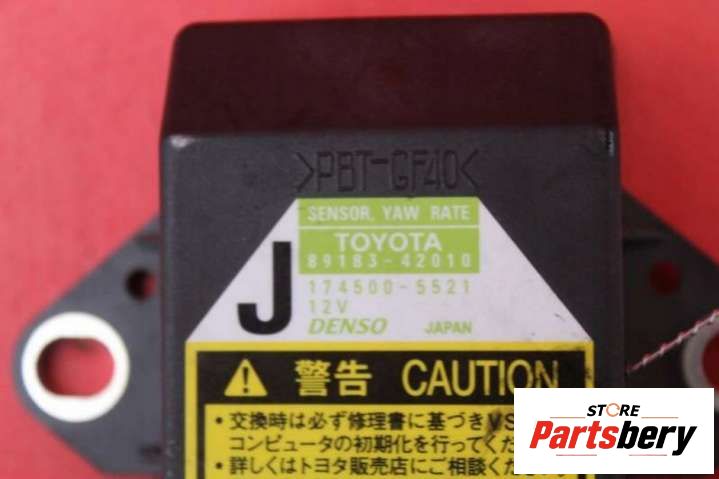 >PBT-GF40<
SENSOR, YAW RATE
TOYOTA
89183-42010
J
174500-5521
12V
DENSO JAPAN
警告 CAUTION
・交換時は必ず修理書に基づきVS
コンピュータの初期化を行ってくだ
・詳しくはトヨタ販売店にご相談くださ
STORE
Partsbery